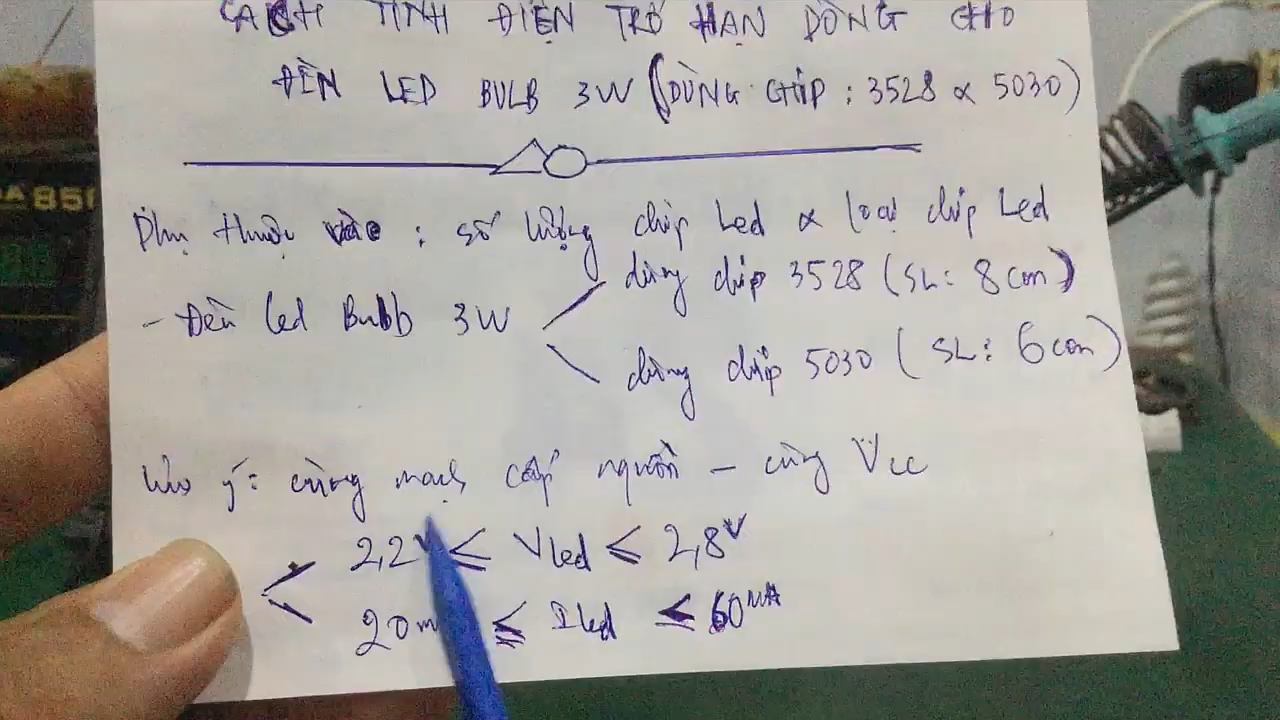 CÁCH TÍNH ĐIỆN TRỞ HẠN DÒNG CHO
ĐÈN LED BULB 3W (DÙNG CHIP : 3528 & 5030)
Phụ thuộc vào : số lượng chip Led & loại chip Led
dùng chip 3528 (SL: 8 con)
- Đèn led Bulb 3W
dùng chip 5030 (SL: 6 con)
Lưu ý: cùng mạch cấp nguồn - cùng Vcc
2,2V ≤ Vled ≤ 2,8V
20m ≤ Iled ≤ 60mA
850